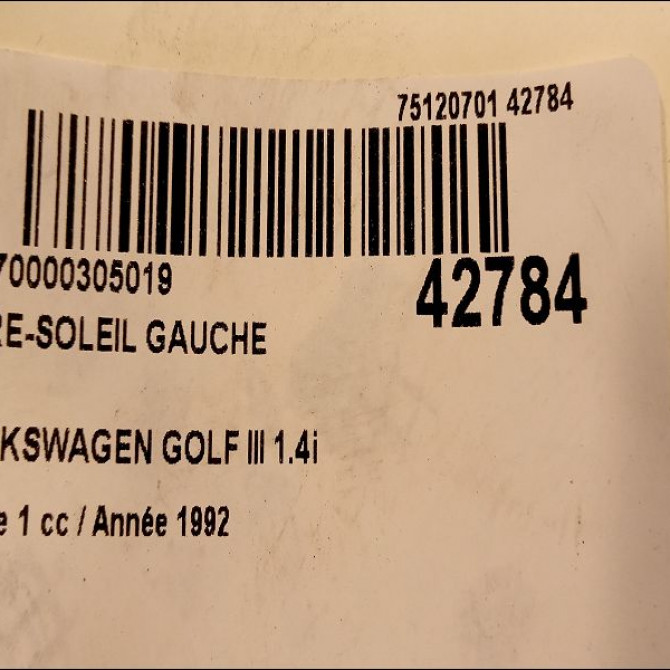 75120701 42784
70000305019
42784
RE-SOLEIL GAUCHE
KSWAGEN GOLF III 1.4i
e 1 cc / Année 1992